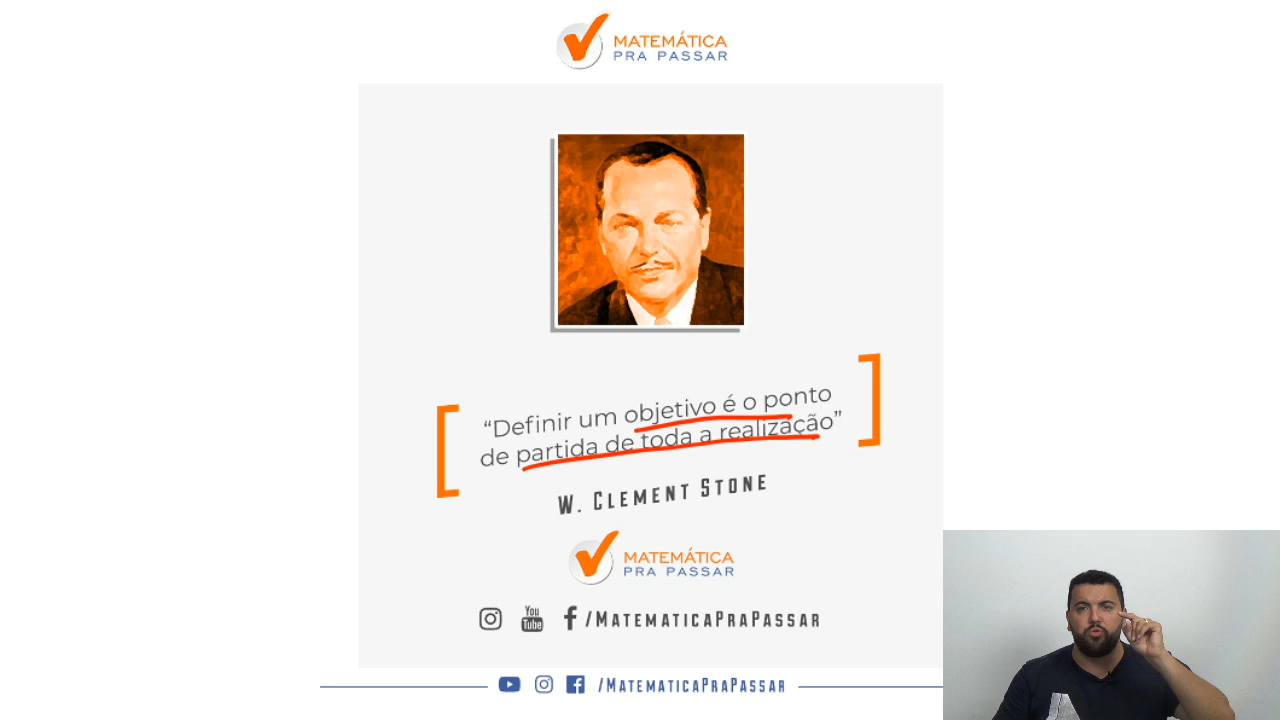 MATEMÁTICA
PRA PASSAR
“Definir um objetivo é o ponto
de partida de toda a realização”
W. CLEMENT STONE
MATEMÁTICA
PRA PASSAR
You
Tube
/MATEMATICAPRAPASSAR
/MATEMATICAPRAPASSAR